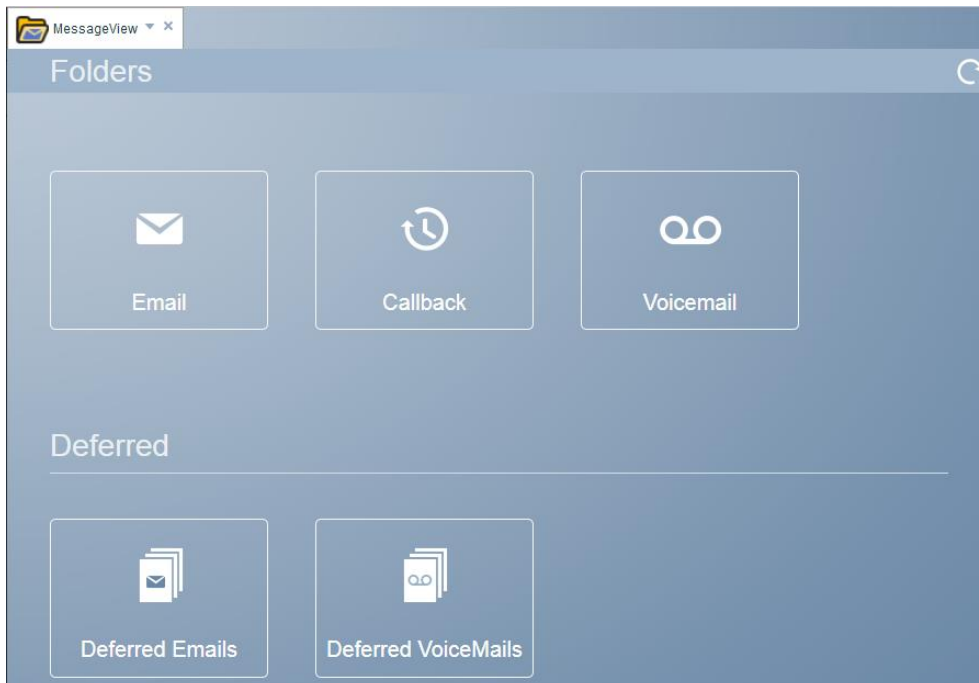 MessageView
Folders
Email
Callback
Voicemail
Deferred
Deferred Emails
Deferred VoiceMails